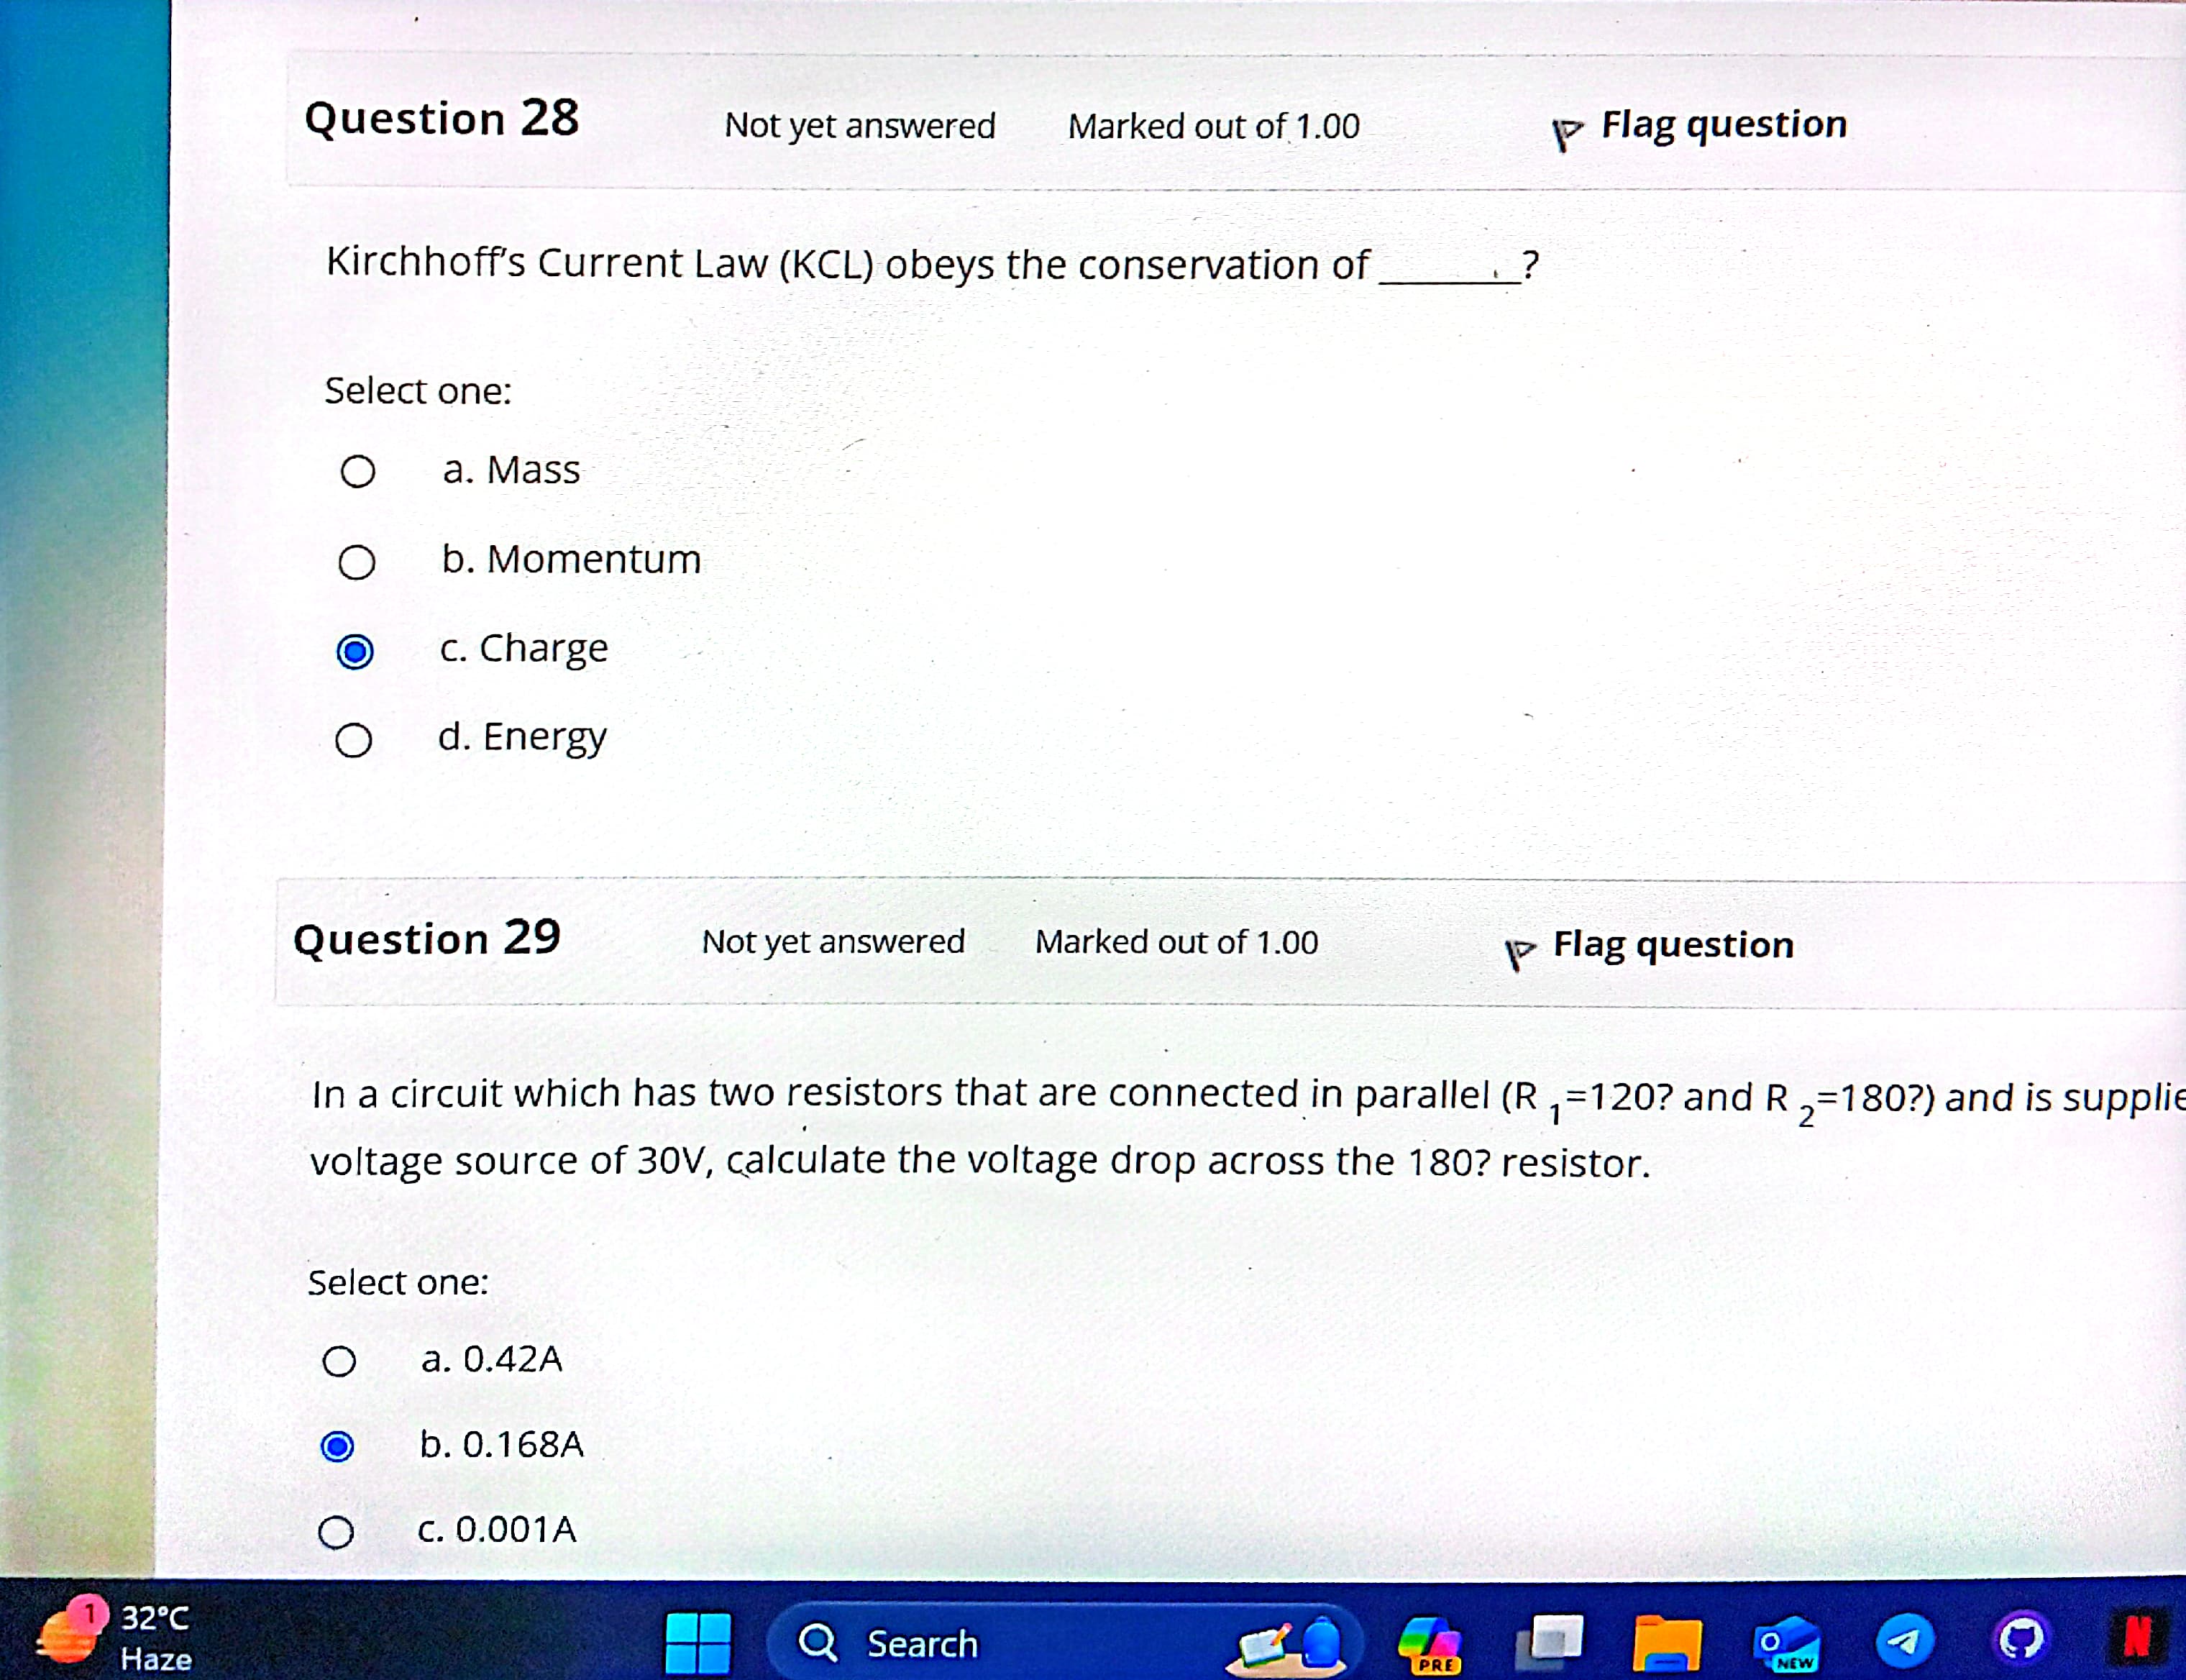 Question 28 Not yet answered Marked out of 1.00 Flag question
Kirchhoff's Current Law (KCL) obeys the conservation of ______?
Select one:
a. Mass
b. Momentum
c. Charge
d. Energy
Question 29 Not yet answered Marked out of 1.00 Flag question
In a circuit which has two resistors that are connected in parallel (R 1=120? and R 2=180?) and is supplie
voltage source of 30V, calculate the voltage drop across the 180? resistor.
Select one:
a. 0.42A
b. 0.168A
c. 0.001A
1 32°C
Haze
Search
PRE
NEW
N